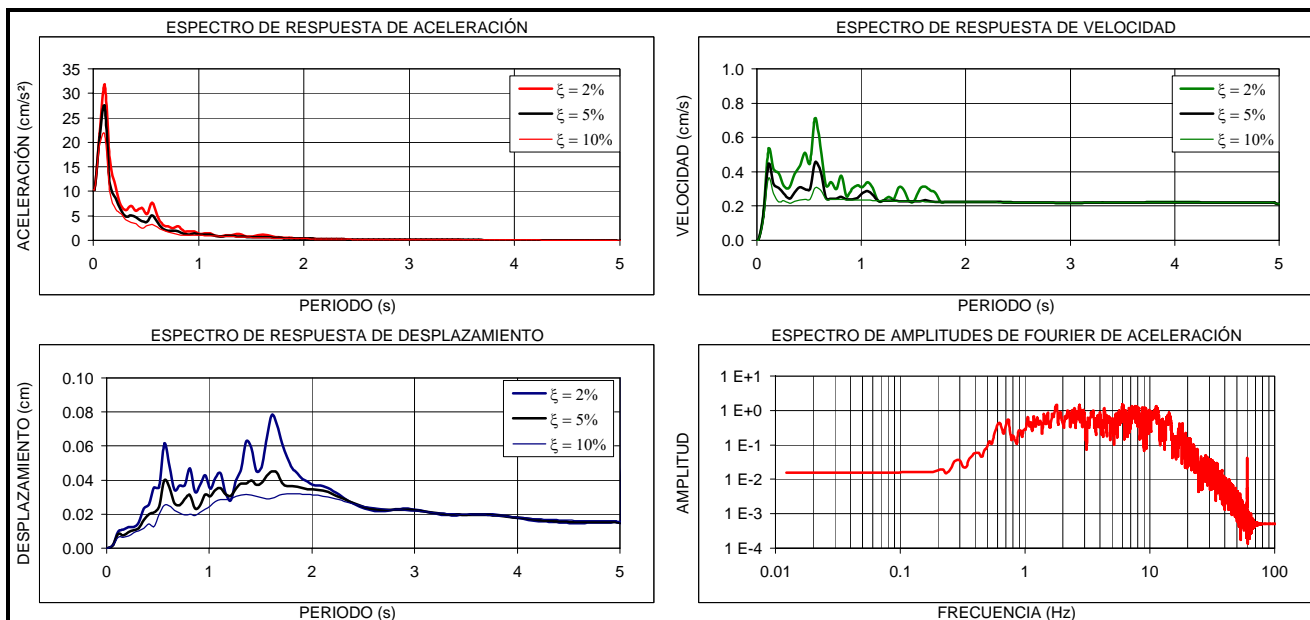 ESPECTRO DE RESPUESTA DE ACELERACIÓN
ACELERACIÓN (cm/s²)
35
30
25
20
15
10
5
0
ξ = 2%
ξ = 5%
ξ = 10%
0 1 2 3 4 5
PERIODO (s)
ESPECTRO DE RESPUESTA DE VELOCIDAD
VELOCIDAD (cm/s)
1.0
0.8
0.6
0.4
0.2
0.0
ξ = 2%
ξ = 5%
ξ = 10%
0 1 2 3 4 5
PERIODO (s)
ESPECTRO DE RESPUESTA DE DESPLAZAMIENTO
DESPLAZAMIENTO (cm)
0.10
0.08
0.06
0.04
0.02
0.00
ξ = 2%
ξ = 5%
ξ = 10%
0 1 2 3 4 5
PERIODO (s)
ESPECTRO DE AMPLITUDES DE FOURIER DE ACELERACIÓN
AMPLITUD
1 E+1
1 E+0
1 E-1
1 E-2
1 E-3
1 E-4
0.01 0.1 1 10 100
FRECUENCIA (Hz)